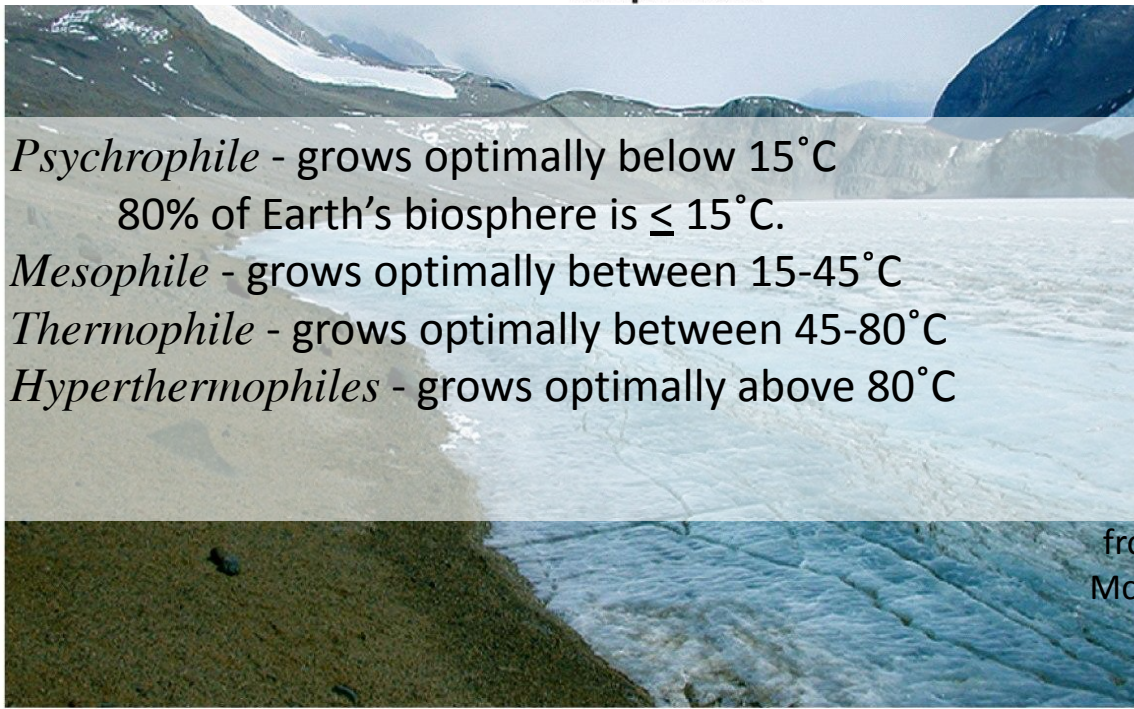 Psychrophile - grows optimally below 15˚C
80% of Earth’s biosphere is ≤ 15˚C.
Mesophile - grows optimally between 15-45˚C
Thermophile - grows optimally between 45-80˚C
Hyperthermophiles - grows optimally above 80˚C